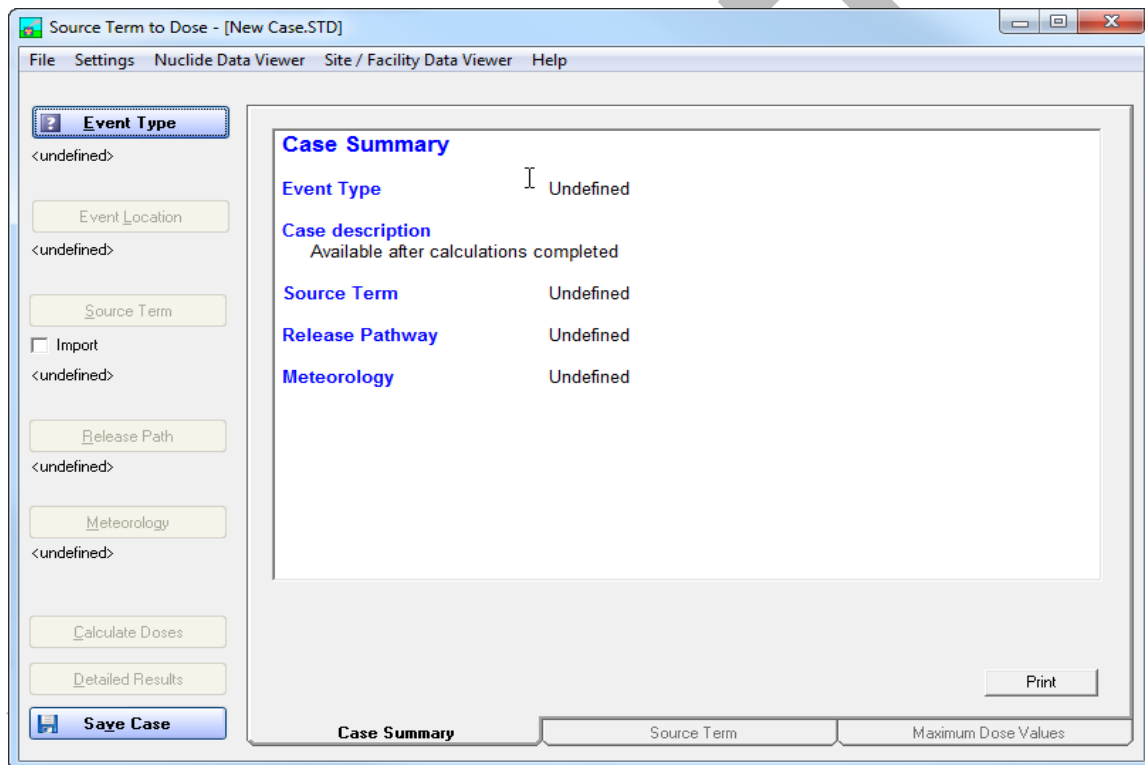 Source Term to Dose - [New Case.STD]
File Settings Nuclide Data Viewer Site / Facility Data Viewer Help
Event Type
<undefined>
Event Location
<undefined>
Source Term
Import
<undefined>
Release Path
<undefined>
Meteorology
<undefined>
Calculate Doses
Detailed Results
Save Case
Case Summary
Event Type Undefined
Case description
Available after calculations completed
Source Term Undefined
Release Pathway Undefined
Meteorology Undefined
Print
Case Summary Source Term Maximum Dose Values